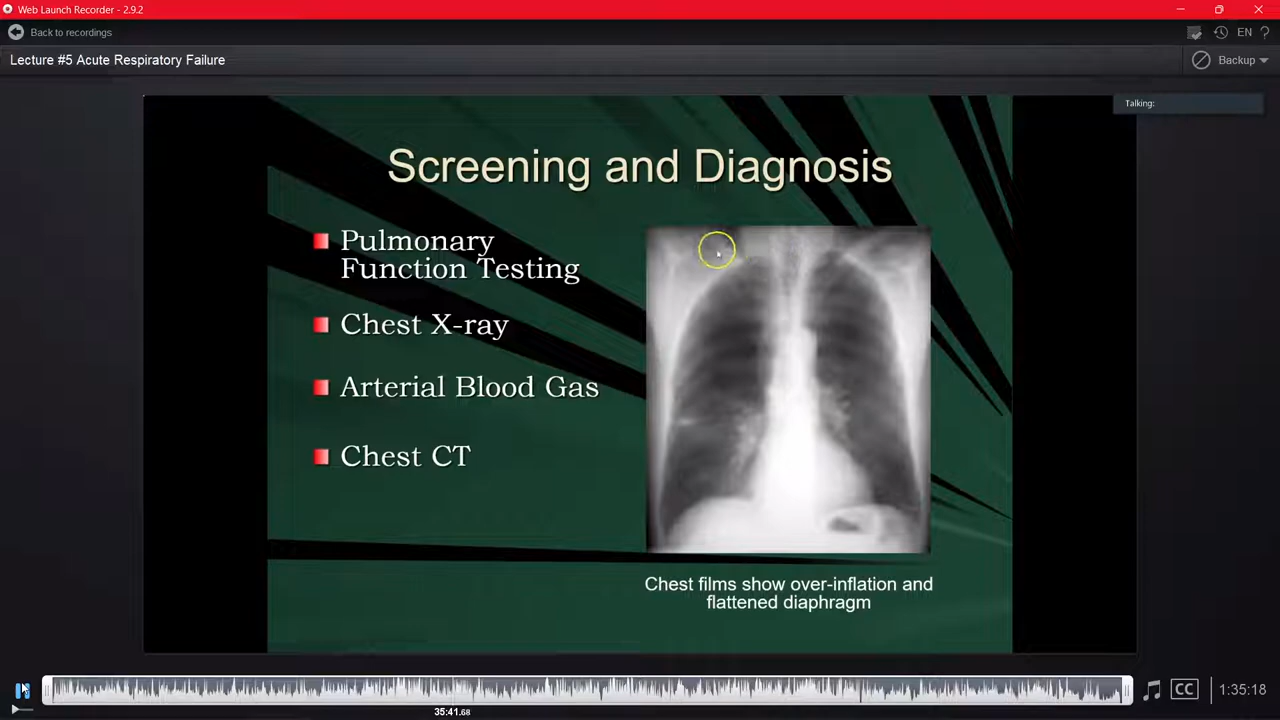 Web Launch Recorder - 2.9.2
Back to recordings
EN ?
Lecture #5 Acute Respiratory Failure
Backup
Talking:
Screening and Diagnosis
Pulmonary
Function Testing
Chest X-ray
Arterial Blood Gas
Chest CT
Chest films show over-inflation and
flattened diaphragm
CC
1:35:18
35:41.68